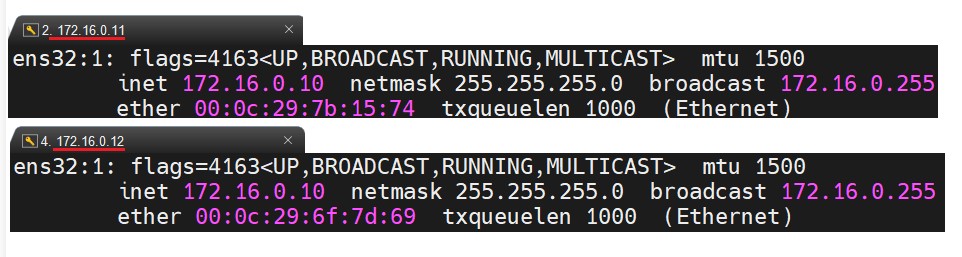 2. 172.16.0.11
ens32:1: flags=4163<UP,BROADCAST,RUNNING,MULTICAST>  mtu 1500
inet 172.16.0.10  netmask 255.255.255.0  broadcast 172.16.0.255
ether 00:0c:29:7b:15:74  txqueuelen 1000  (Ethernet)
4. 172.16.0.12
ens32:1: flags=4163<UP,BROADCAST,RUNNING,MULTICAST>  mtu 1500
inet 172.16.0.10  netmask 255.255.255.0  broadcast 172.16.0.255
ether 00:0c:29:6f:7d:69  txqueuelen 1000  (Ethernet)